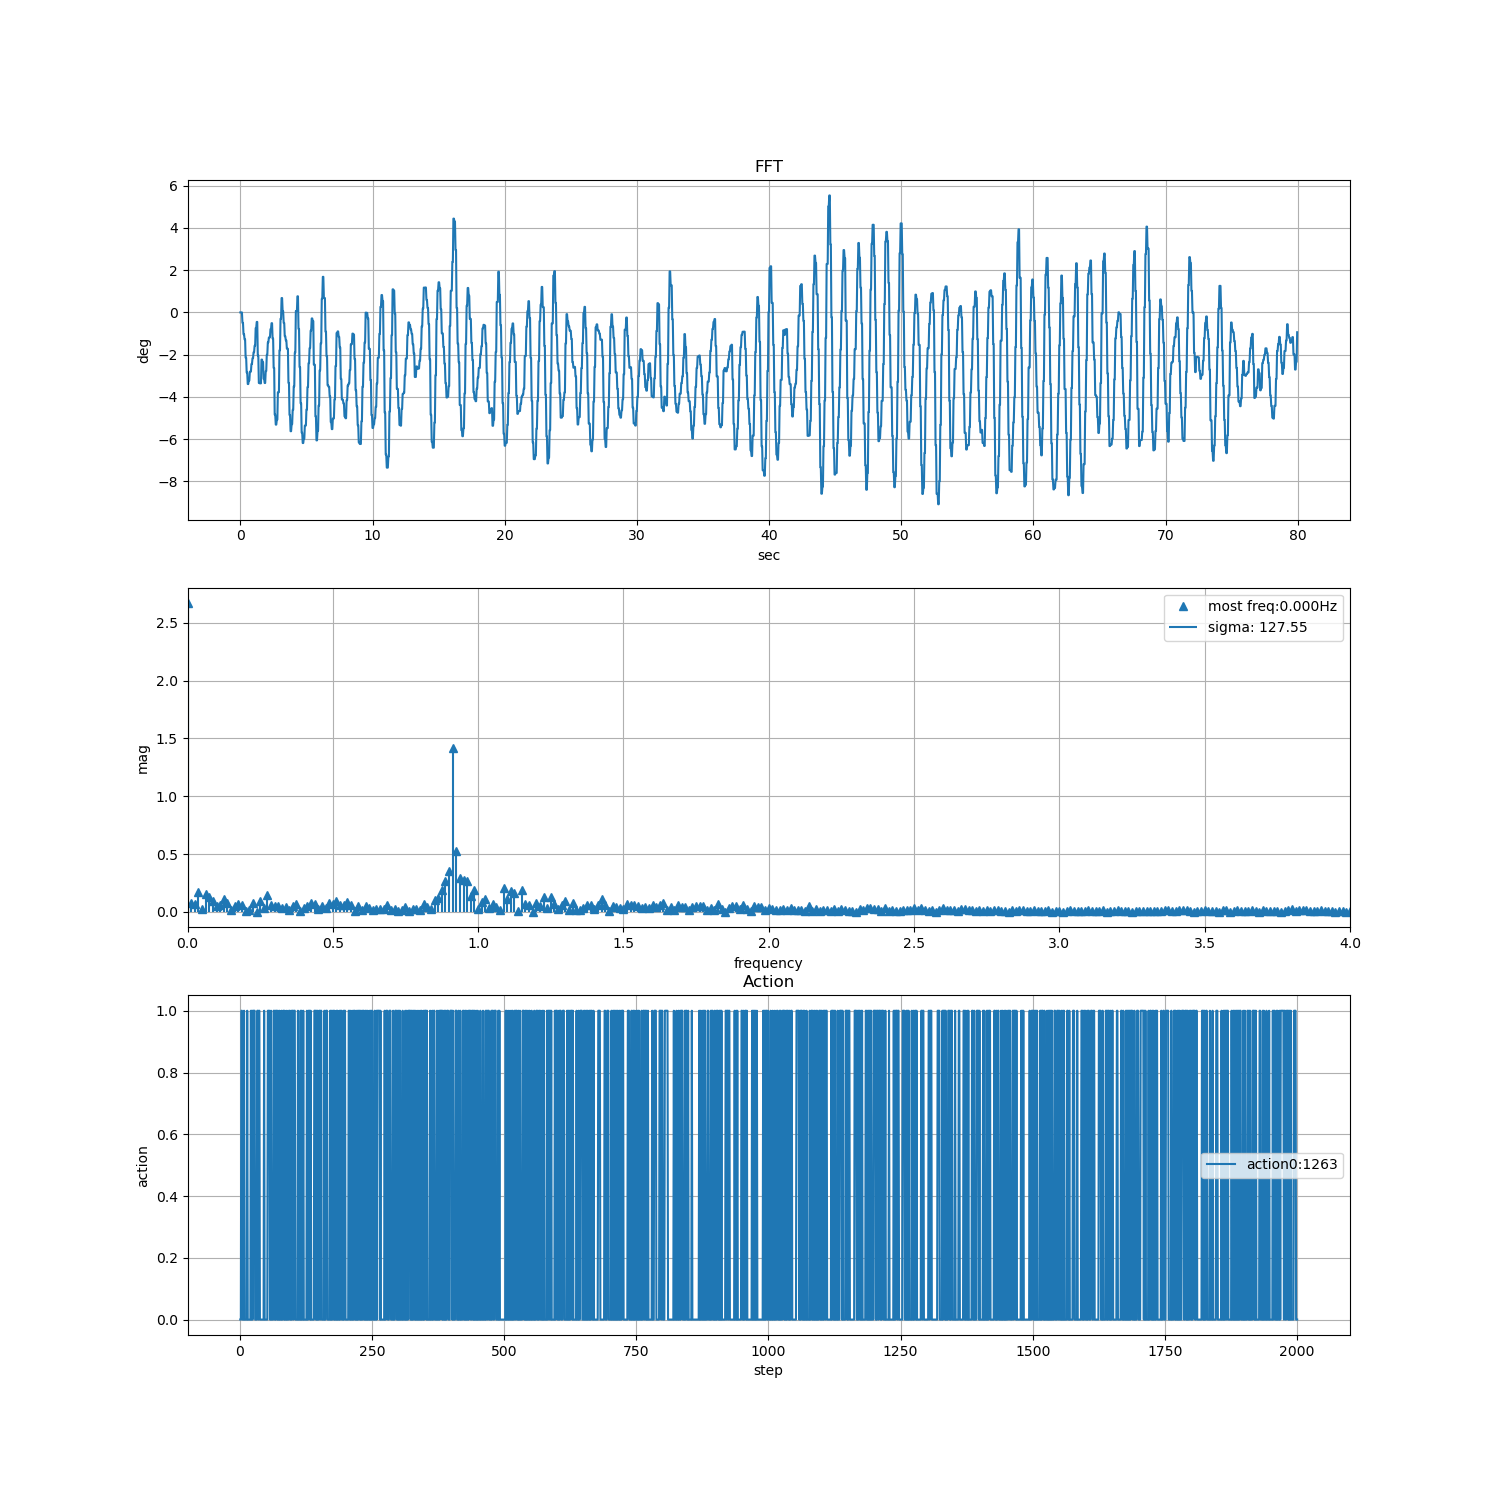 FFT
6
4
2
0
−2
−4
−6
−8
deg
0 10 20 30 40 50 60 70 80
sec
most freq:0.000Hz
sigma: 127.55
2.5
2.0
1.5
1.0
0.5
0.0
mag
0.0 0.5 1.0 1.5 2.0 2.5 3.0 3.5 4.0
frequency
Action
1.0
0.8
0.6
0.4
0.2
0.0
action
action0:1263
0 250 500 750 1000 1250 1500 1750 2000
step